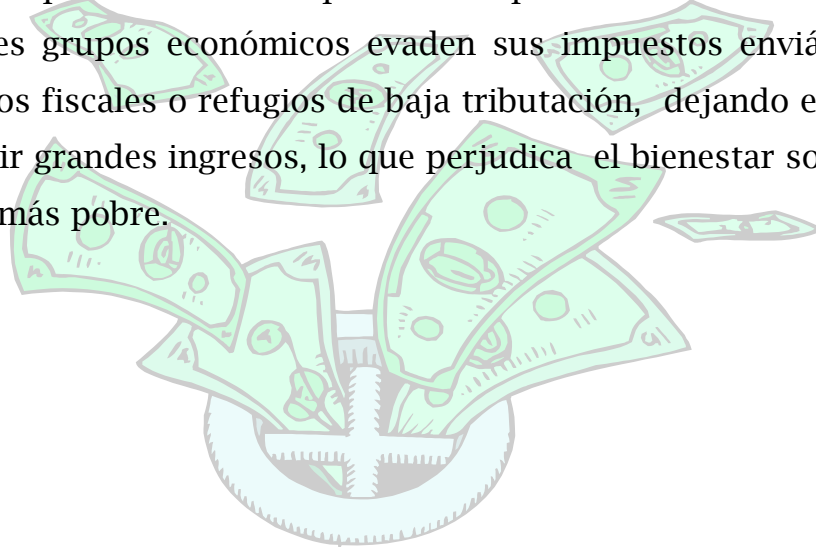 es grupos económicos evaden sus impuestos enviá
os fiscales o refugios de baja tributación, dejando e
ir grandes ingresos, lo que perjudica el bienestar so
más pobre.